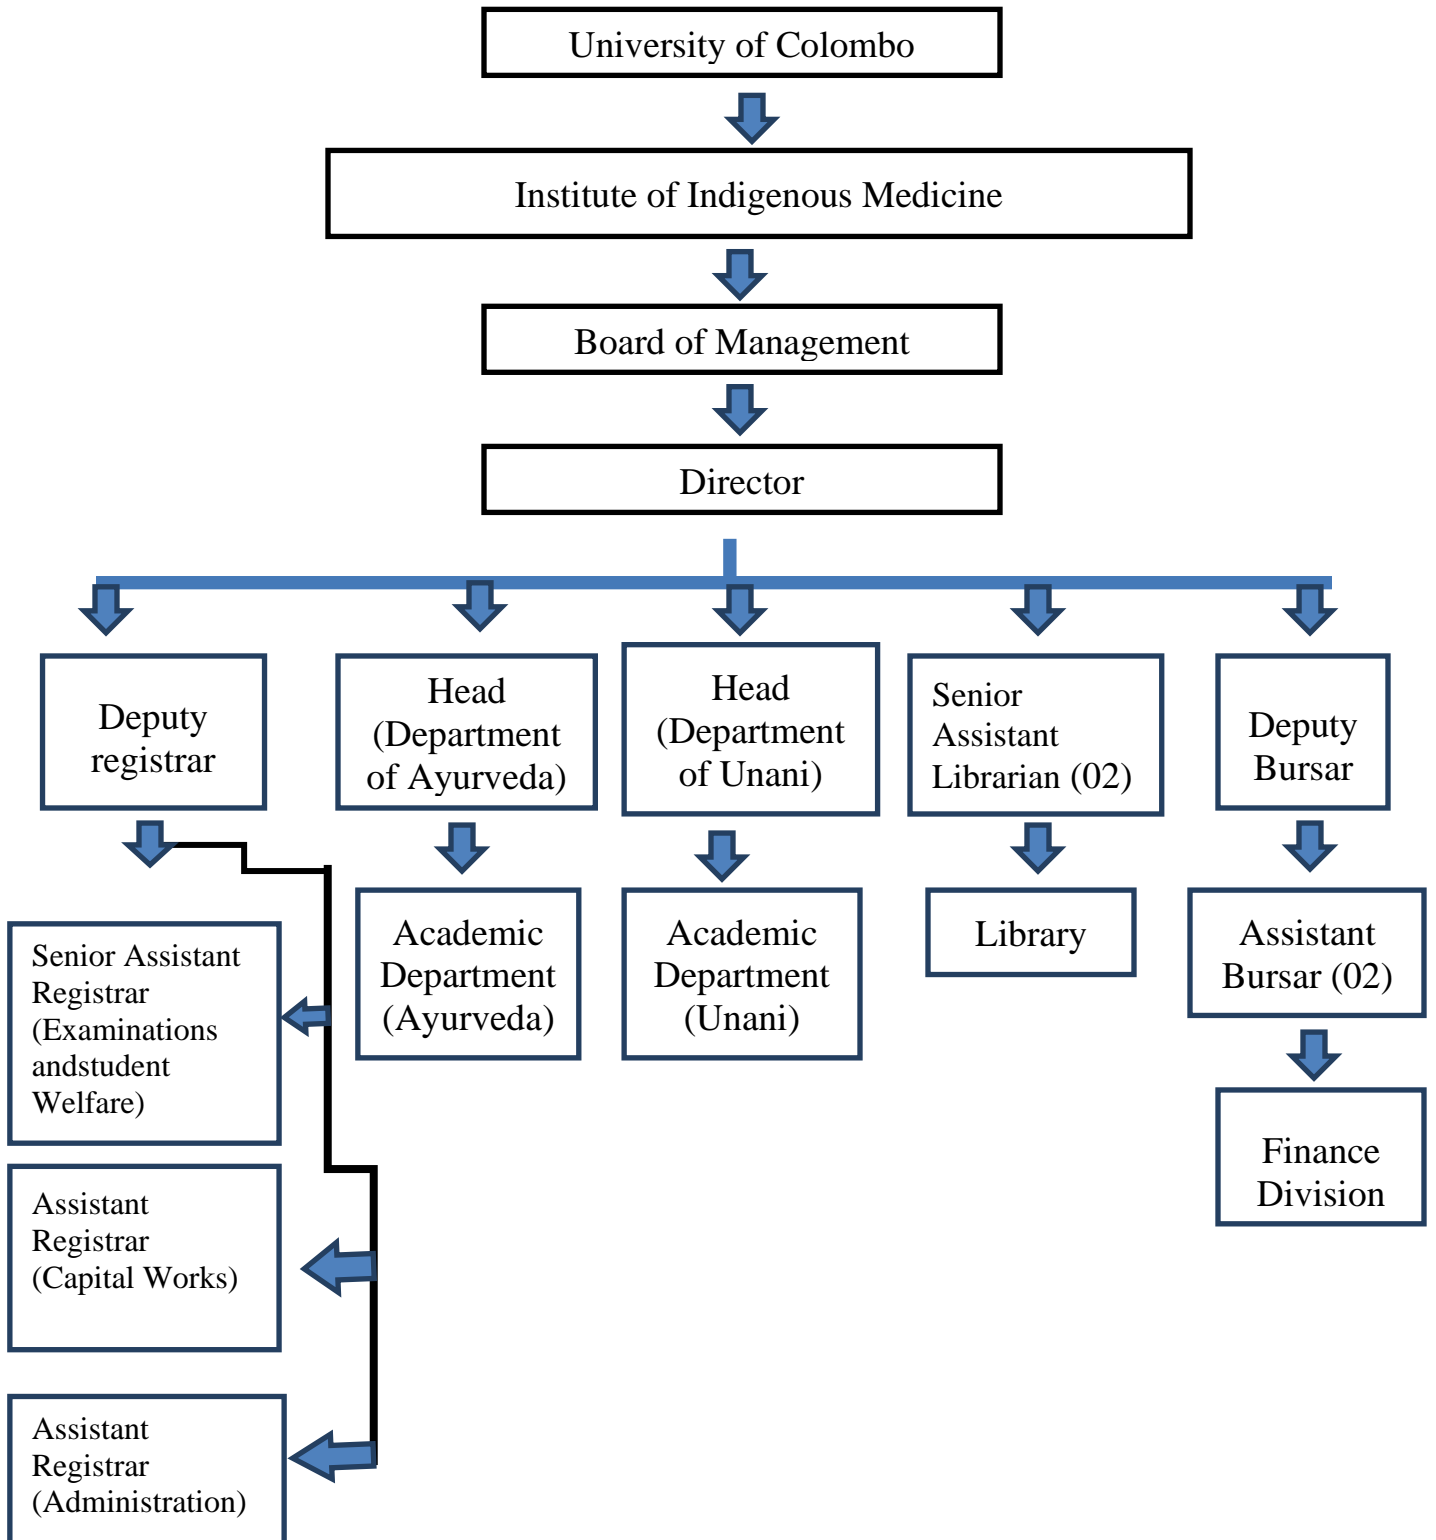 University of Colombo
Institute of Indigenous Medicine
Board of Management
Director
Deputy
registrar
Head
(Department
of Ayurveda)
Head
(Department
of Unani)
Senior
Assistant
Librarian (02)
Deputy
Bursar
Senior Assistant
Registrar
(Examinations
andstudent
Welfare)
Academic
Department
(Ayurveda)
Academic
Department
(Unani)
Library
Assistant
Bursar (02)
Finance
Division
Assistant
Registrar
(Capital Works)
Assistant
Registrar
(Administration)